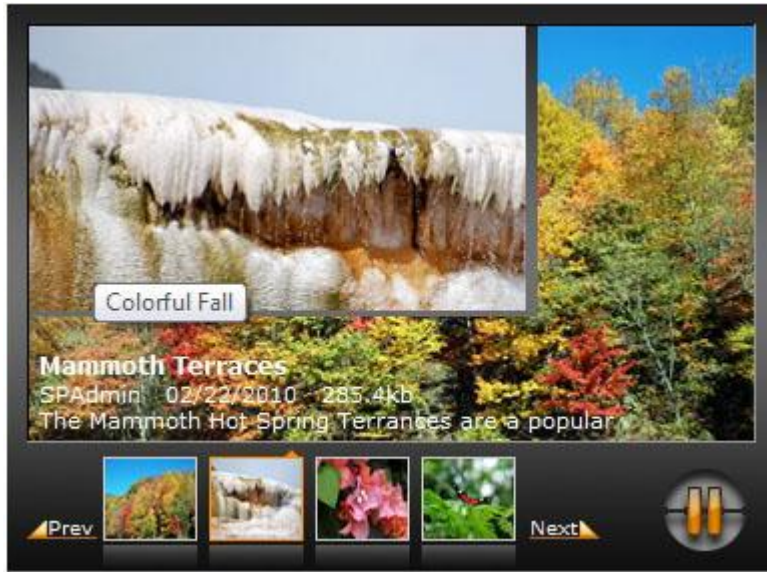 Colorful Fall
Mammoth Terraces
SPAdmin 02/22/2010 285.4kb
The Mammoth Hot Spring Terrances are a popular
Prev
Next